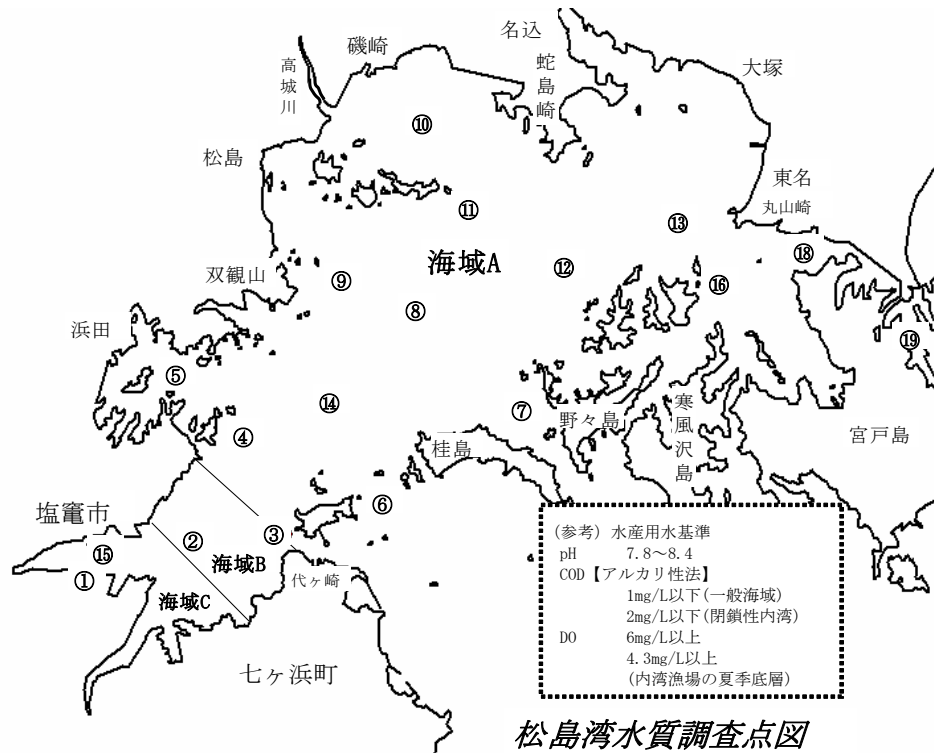 名込
磯崎
大塚
高城川
蛇島崎
⑩
松島
東名
丸山崎
⑪
⑬
⑱
海域A
⑫
双観山
⑨
⑯
⑧
浜田
⑲
⑤
⑭
⑦
野々島
寒風沢島
④
桂島
宮戸島
⑥
塩竈市
③
②
⑮
海域B
①
代ヶ崎
海域C
七ヶ浜町
(参考) 水産用水基準
pH 7.8～8.4
COD【アルカリ性法】
1mg/L以下(一般海域)
2mg/L以下(閉鎖性内湾)
DO 6mg/L以上
4.3mg/L以上
(内湾漁場の夏季底層)
松島湾水質調査点図